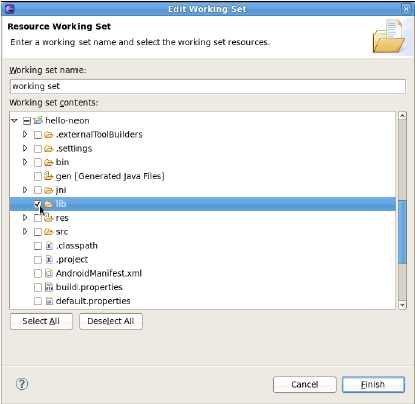 Edit Working Set
Resource Working Set
Enter a working set name and select the working set resources.
Working set name:
working set
Working set contents:
hello-neon
.externalToolBuilders
.settings
bin
gen [Generated Java Files]
jni
lib
res
src
.classpath
.project
AndroidManifest.xml
build.properties
default.properties
Select All
Deselect All
?
Cancel
Finish